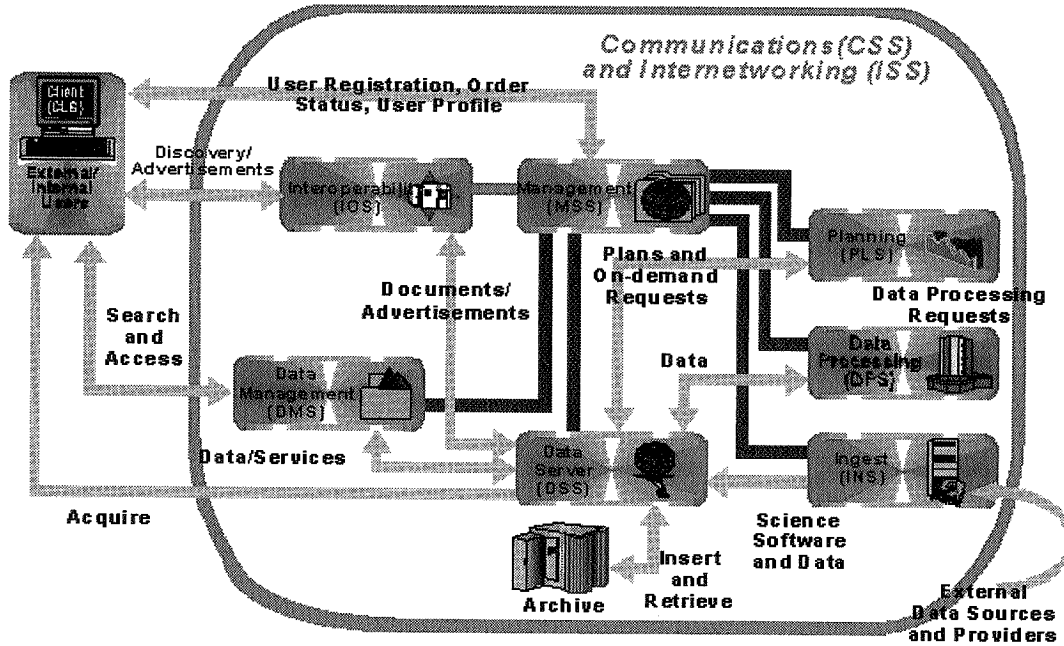 Communications(CSS)
and Internetworking (ISS)
Client
(CLS)
External/
Internal
Users
User Registration, Order
Status, User Profile
Discovery/
Advertisements
Interoperabili
(IOS)
Management
(MSS)
Planning
(PLS)
Plans and
On-demand
Requests
Data Processing
Requests
Documents/
Advertisements
Search
and
Access
Data
Data
Processing
(DPS)
Data
Management
(DMS)
Data/Services
Data
Server
(DSS)
Ingest
(INS)
Acquire
Science
Software
and Data
Insert
and
Retrieve
Archive
External
Data Sources
and Providers